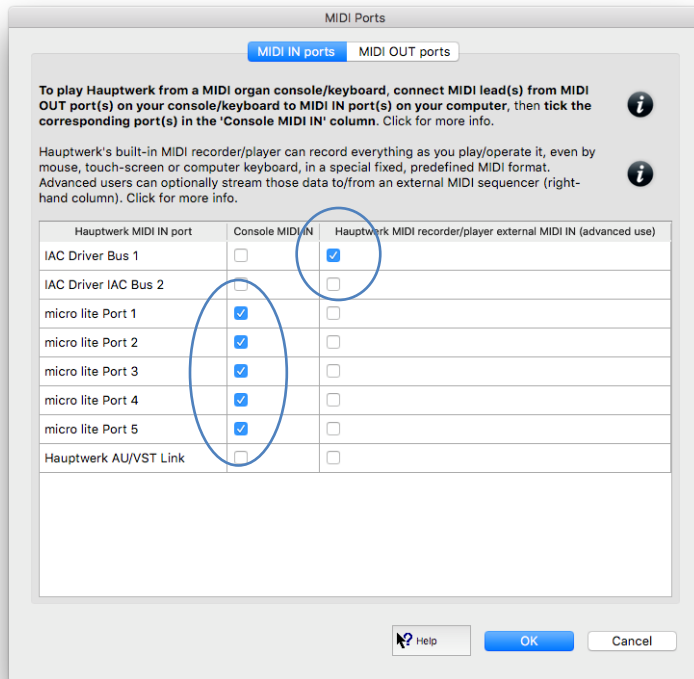 MIDI Ports
MIDI IN ports MIDI OUT ports
To play Hauptwerk from a MIDI organ console/keyboard, connect MIDI lead(s) from MIDI
OUT port(s) on your console/keyboard to MIDI IN port(s) on your computer, then tick the
corresponding port(s) in the 'Console MIDI IN' column. Click for more info.
Hauptwerk's built-in MIDI recorder/player can record everything as you play/operate it, even by
mouse, touch-screen or computer keyboard, in a special fixed, predefined MIDI format.
Advanced users can optionally stream those data to/from an external MIDI sequencer (right-
hand column). Click for more info.
Hauptwerk MIDI IN port Console MIDI IN Hauptwerk MIDI recorder/player external MIDI IN (advanced use)
IAC Driver Bus 1
IAC Driver IAC Bus 2
micro lite Port 1
micro lite Port 2
micro lite Port 3
micro lite Port 4
micro lite Port 5
Hauptwerk AU/VST Link
Help OK Cancel